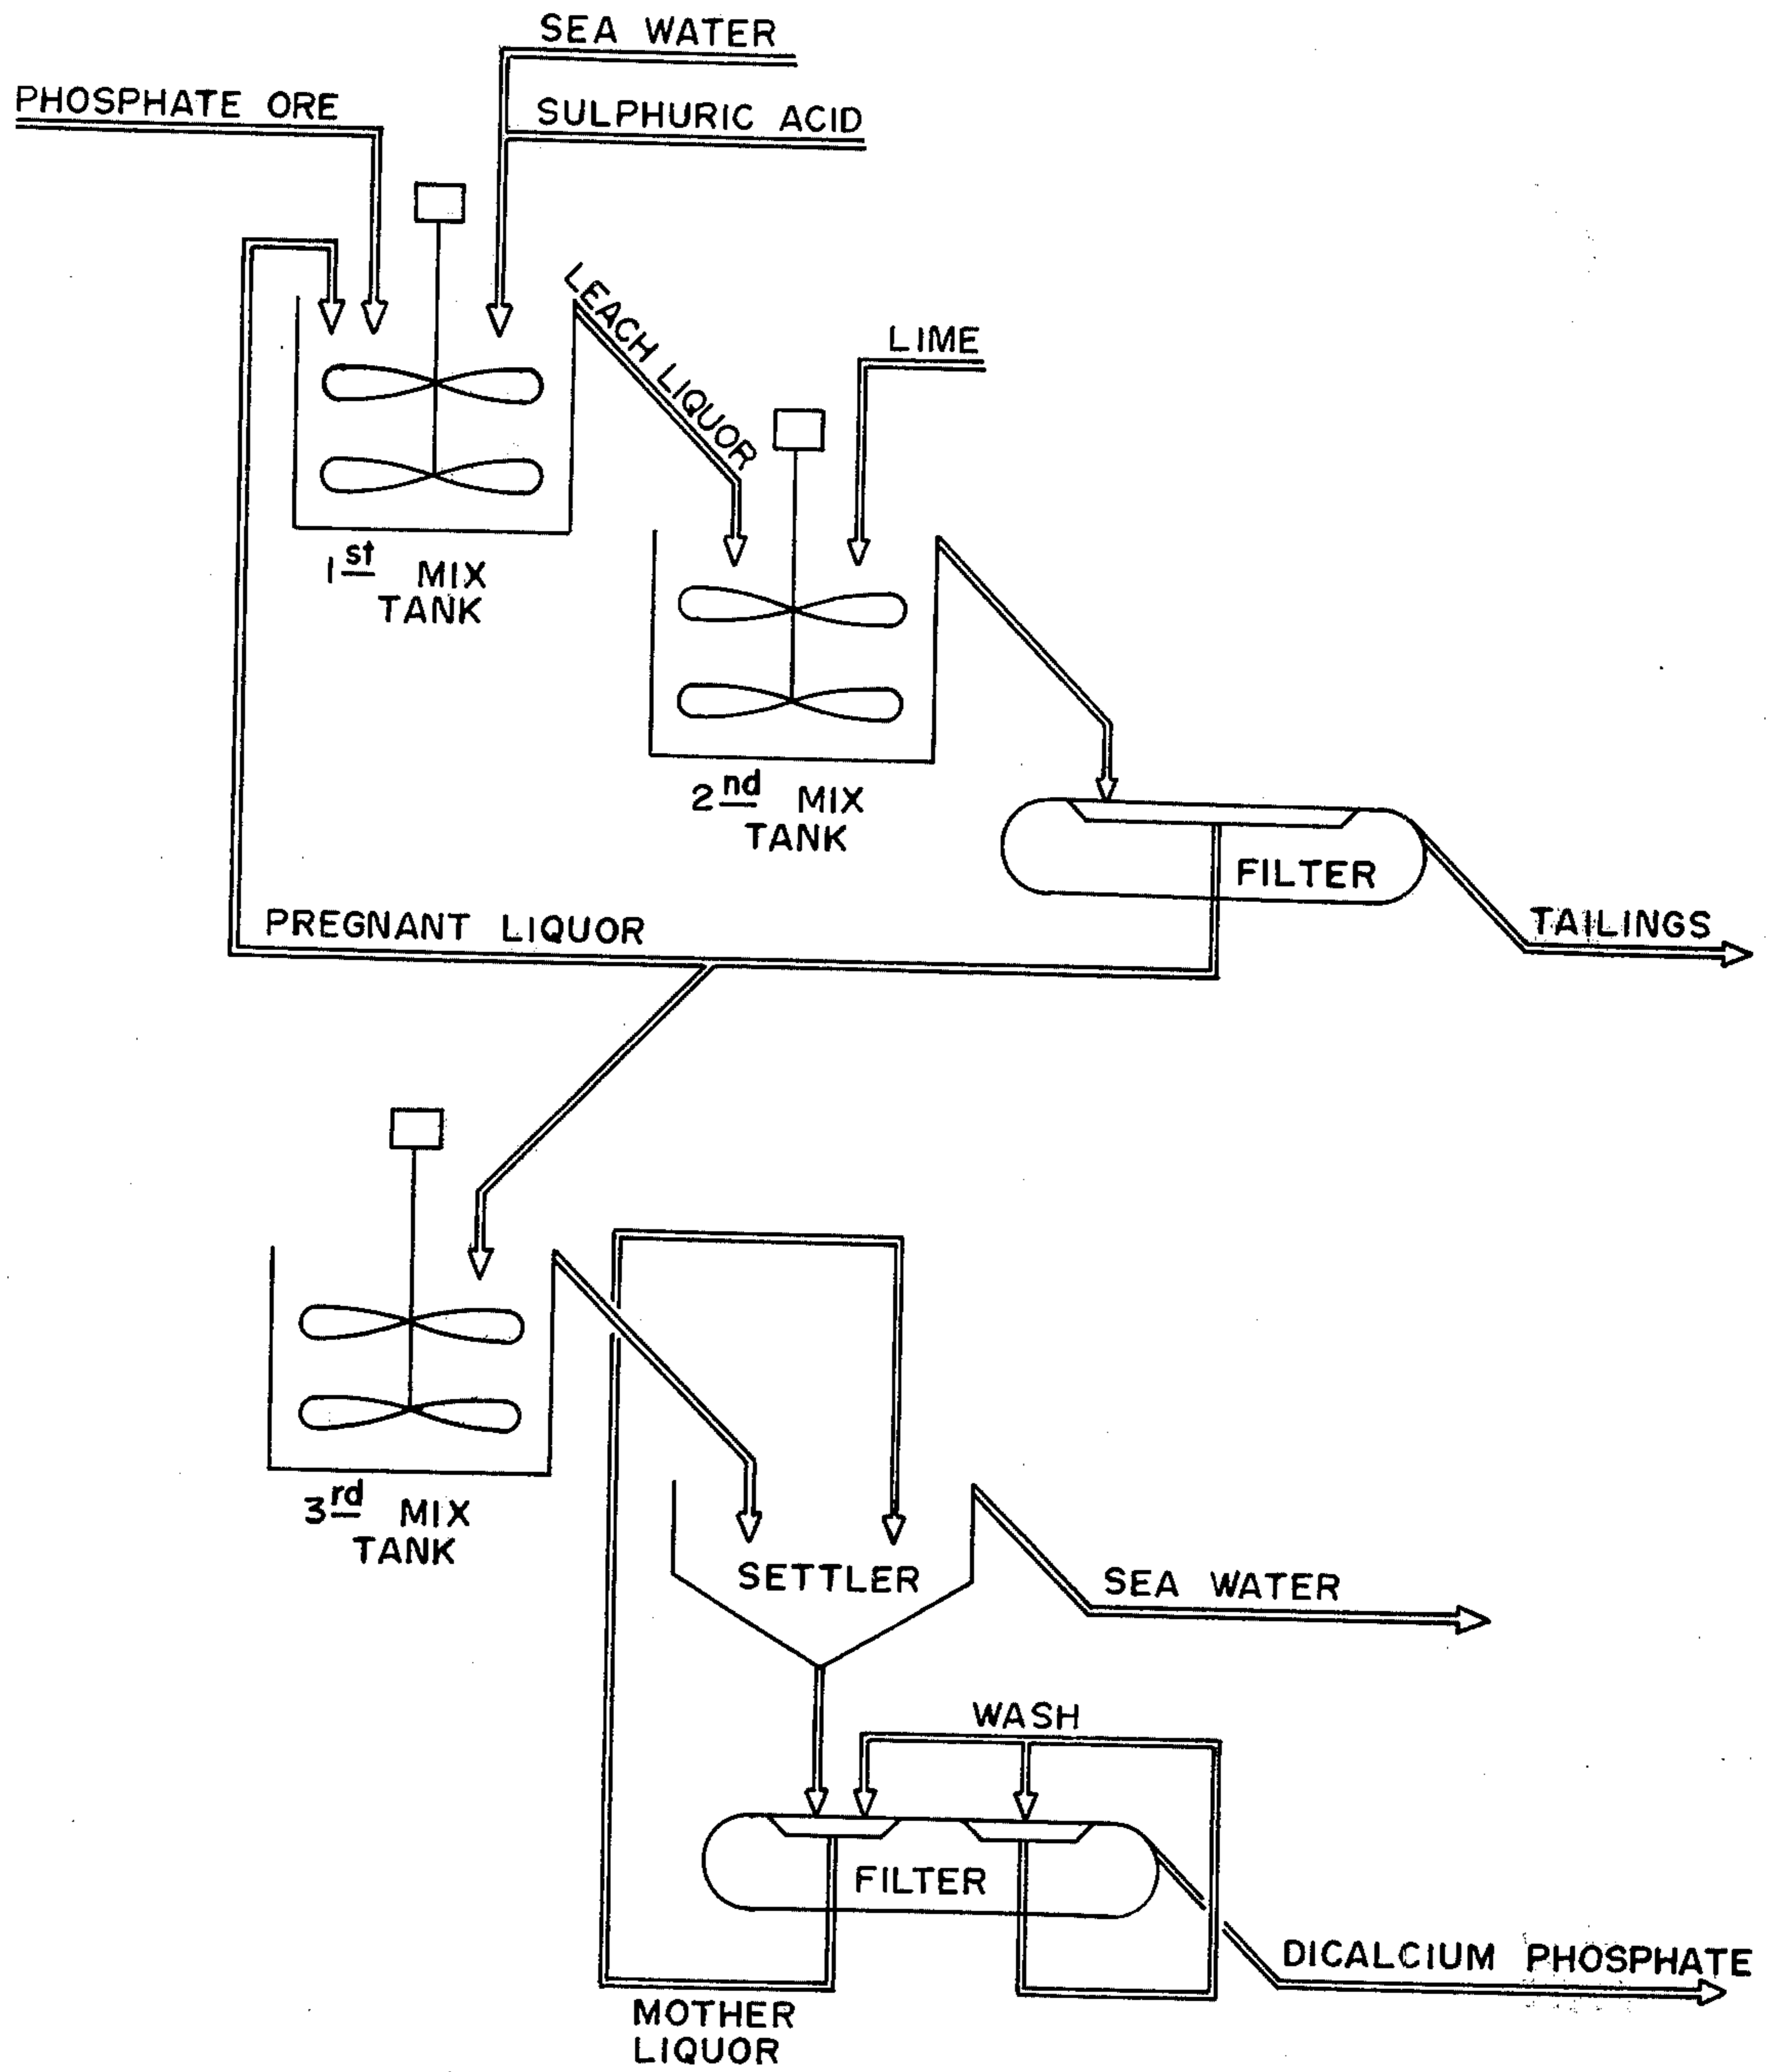 SEA WATER
PHOSPHATE ORE
SULPHURIC ACID
LEACH LIQUOR
LIME
1st MIX
TANK
2nd MIX
TANK
FILTER
TAILINGS
PREGNANT LIQUOR
3rd MIX
TANK
SETTLER
SEA WATER
WASH
FILTER
DICALCIUM PHOSPHATE
MOTHER
LIQUOR